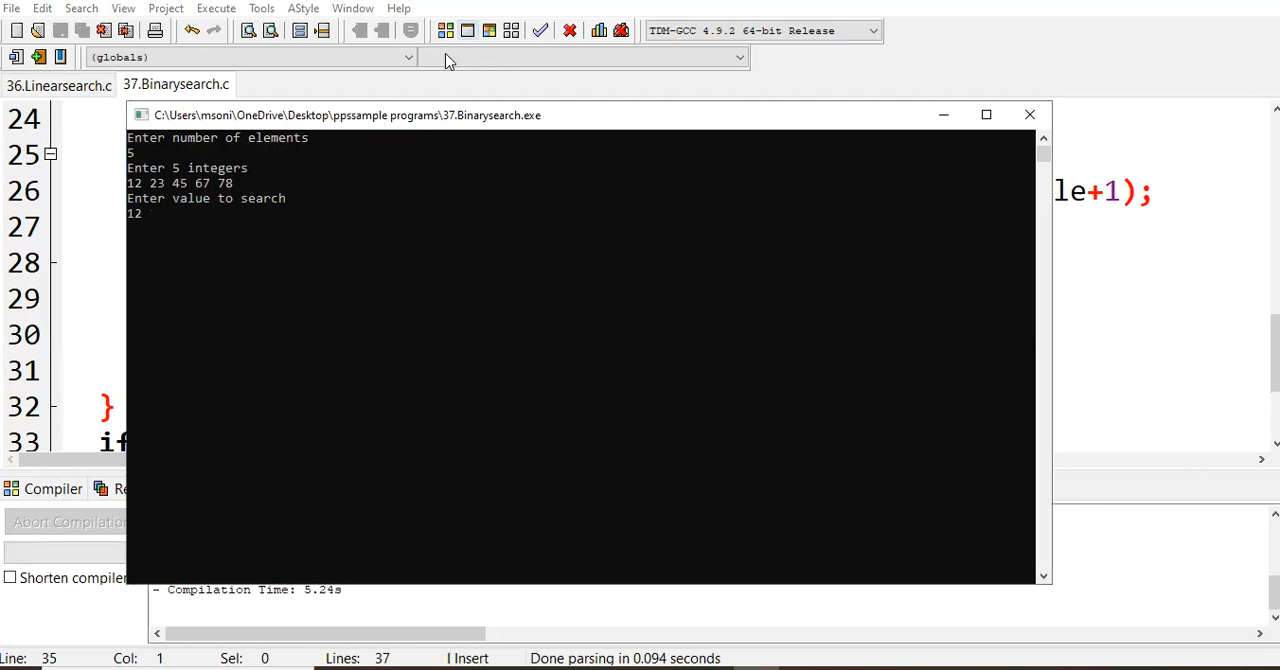 File Edit Search View Project Execute Tools AStyle Window Help
TDM-GCC 4.9.2 64-bit Release
(globals)
36.Linearsearch.c 37.Binarysearch.c
C:\Users\msoni\OneDrive\Desktop\ppssample programs\37.Binarysearch.exe
Enter number of elements
5
Enter 5 integers
12 23 45 67 78
Enter value to search
12
24
25
26 le+1);
27
28
29
30
31
32 }
33 if
Compiler Re
Abort Compilation
Shorten compiler
- Compilation Time: 5.24s
Line: 35 Col: 1 Sel: 0 Lines: 37 Insert Done parsing in 0.094 seconds